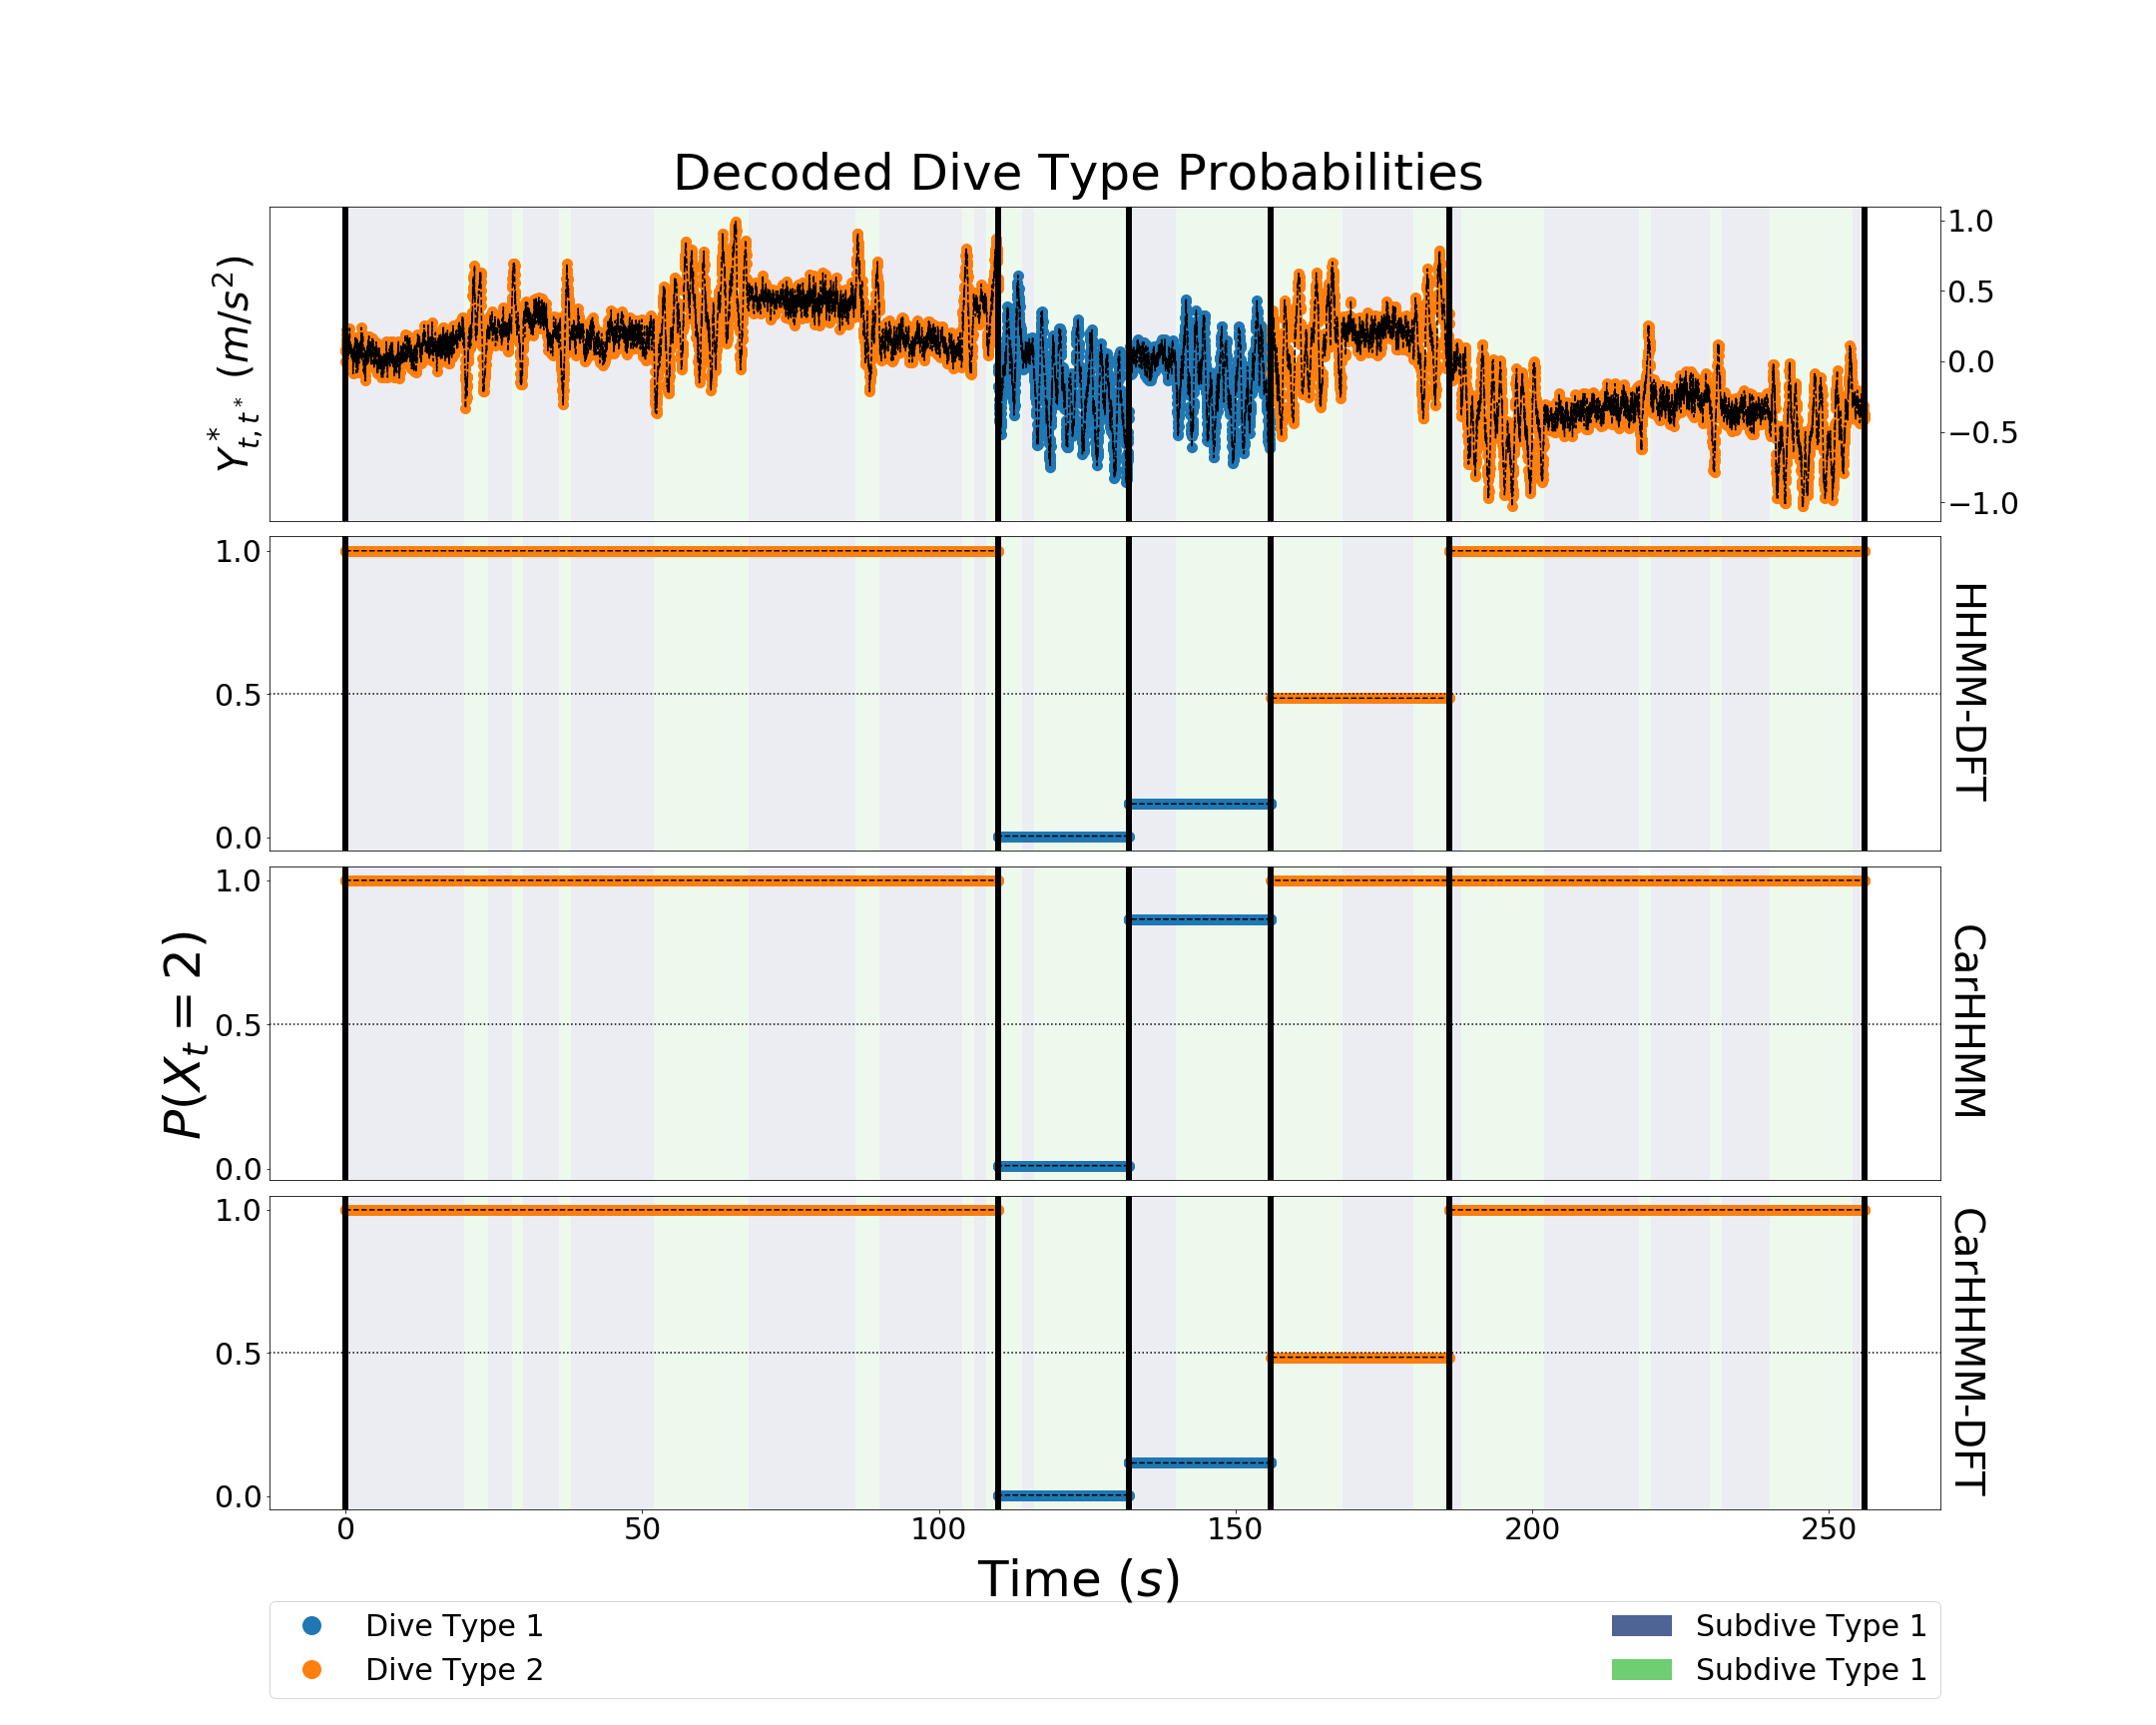 Decoded Dive Type Probabilities
Y*t,t* (m/s²)
1.0
0.5
0.0
−0.5
−1.0
1.0
0.5
0.0
HHMM-DFT
P(Xt = 2)
1.0
0.5
0.0
CarHHMM
1.0
0.5
0.0
CarHHMM-DFT
0 50 100 150 200 250
Time (s)
Dive Type 1
Dive Type 2
Subdive Type 1
Subdive Type 1